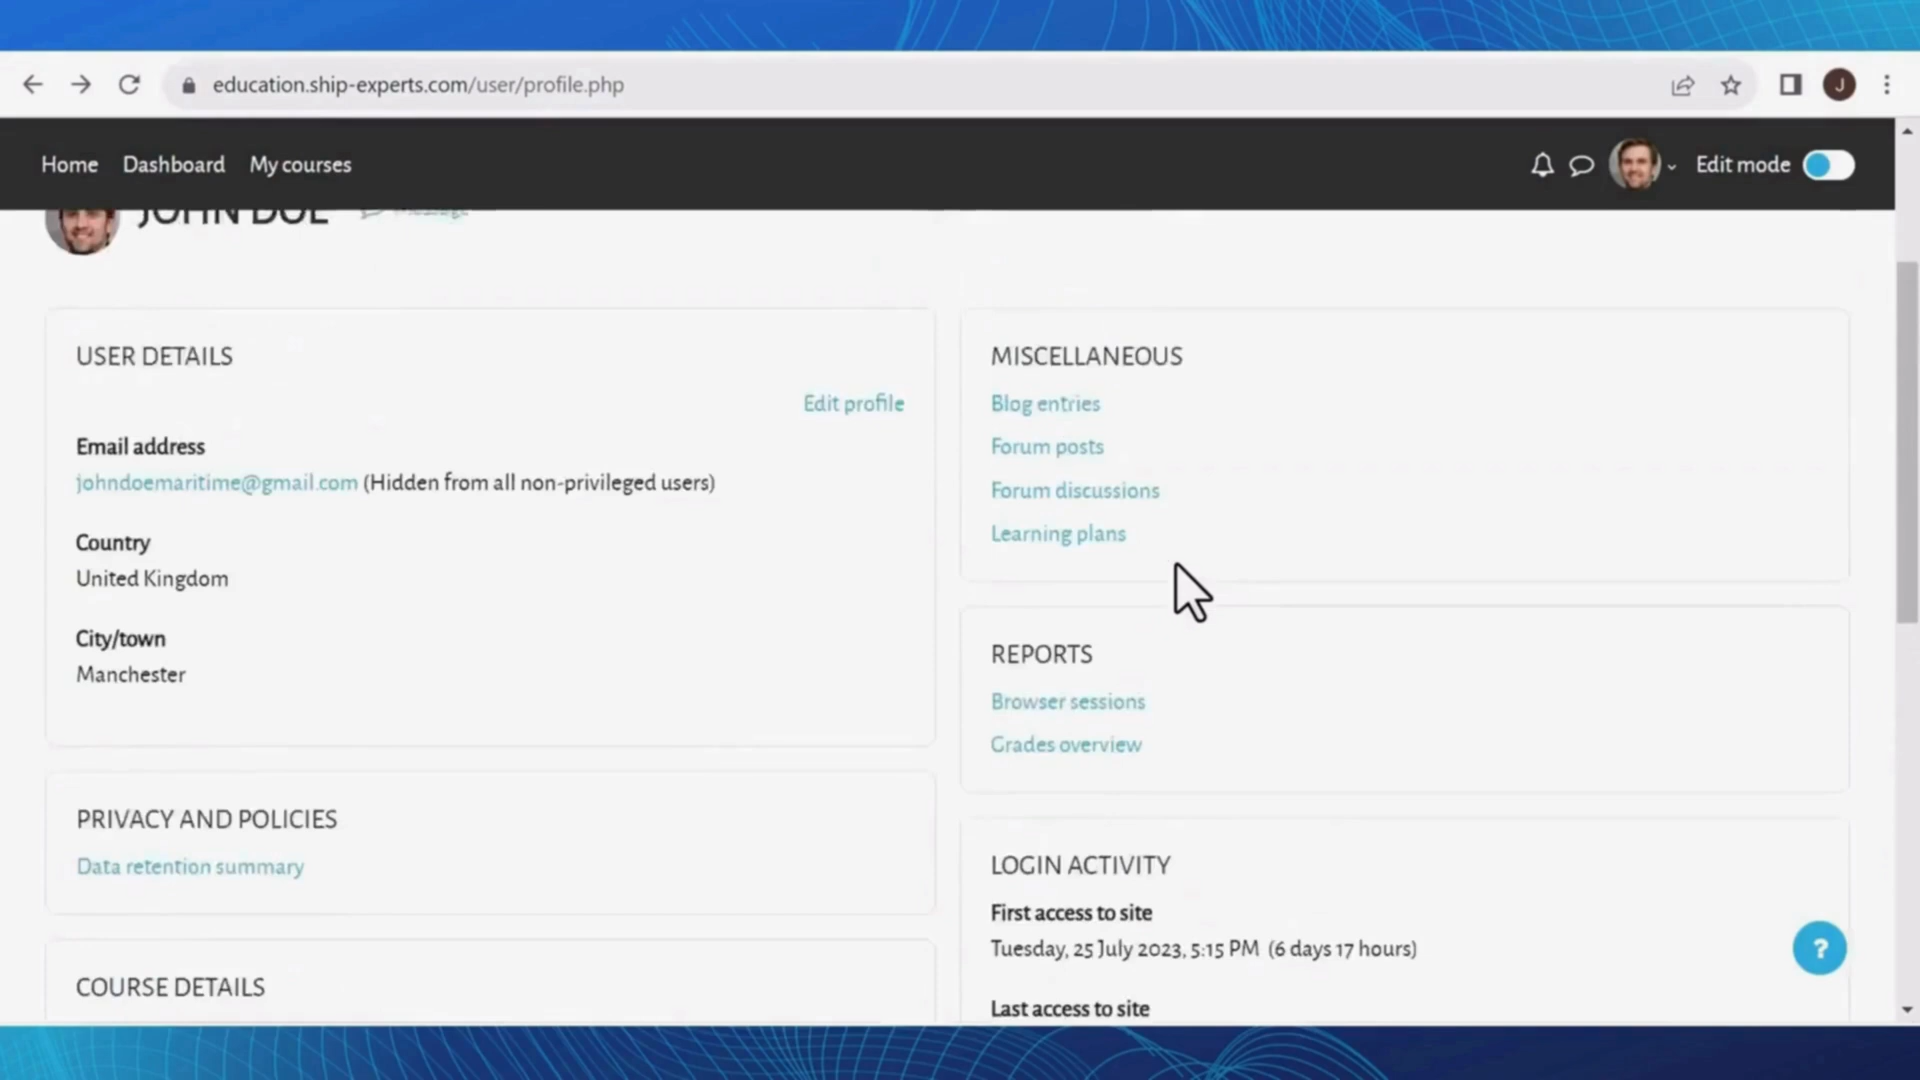 education.ship-experts.com/user/profile.php
J
Home Dashboard My courses
Edit mode
JOHN DOE Message
USER DETAILS
Edit profile
Email address
johndoemaritime@gmail.com (Hidden from all non-privileged users)
Country
United Kingdom
City/town
Manchester
PRIVACY AND POLICIES
Data retention summary
COURSE DETAILS
MISCELLANEOUS
Blog entries
Forum posts
Forum discussions
Learning plans
REPORTS
Browser sessions
Grades overview
LOGIN ACTIVITY
First access to site
Tuesday, 25 July 2023, 5:15 PM (6 days 17 hours)
Last access to site
?